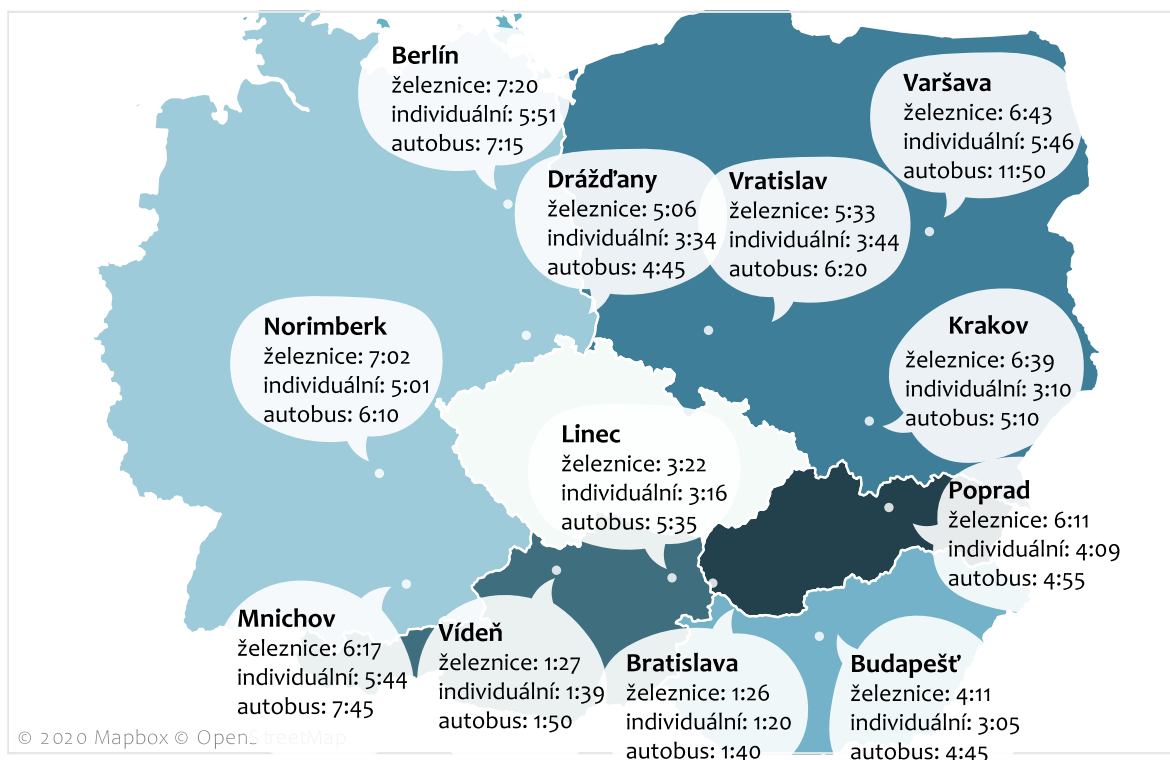 Berlín
železnice: 7:20
individuální: 5:51
autobus: 7:15
Varšava
železnice: 6:43
individuální: 5:46
autobus: 11:50
Drážďany
železnice: 5:06
individuální: 3:34
autobus: 4:45
Vratislav
železnice: 5:33
individuální: 3:44
autobus: 6:20
Norimberk
železnice: 7:02
individuální: 5:01
autobus: 6:10
Krakov
železnice: 6:39
individuální: 3:10
autobus: 5:10
Linec
železnice: 3:22
individuální: 3:16
autobus: 5:35
Poprad
železnice: 6:11
individuální: 4:09
autobus: 4:55
Mnichov
železnice: 6:17
individuální: 5:44
autobus: 7:45
Vídeň
železnice: 1:27
individuální: 1:39
autobus: 1:50
Bratislava
železnice: 1:26
individuální: 1:20
autobus: 1:40
Budapešť
železnice: 4:11
individuální: 3:05
autobus: 4:45
© 2020 Mapbox © OpenStreetMap